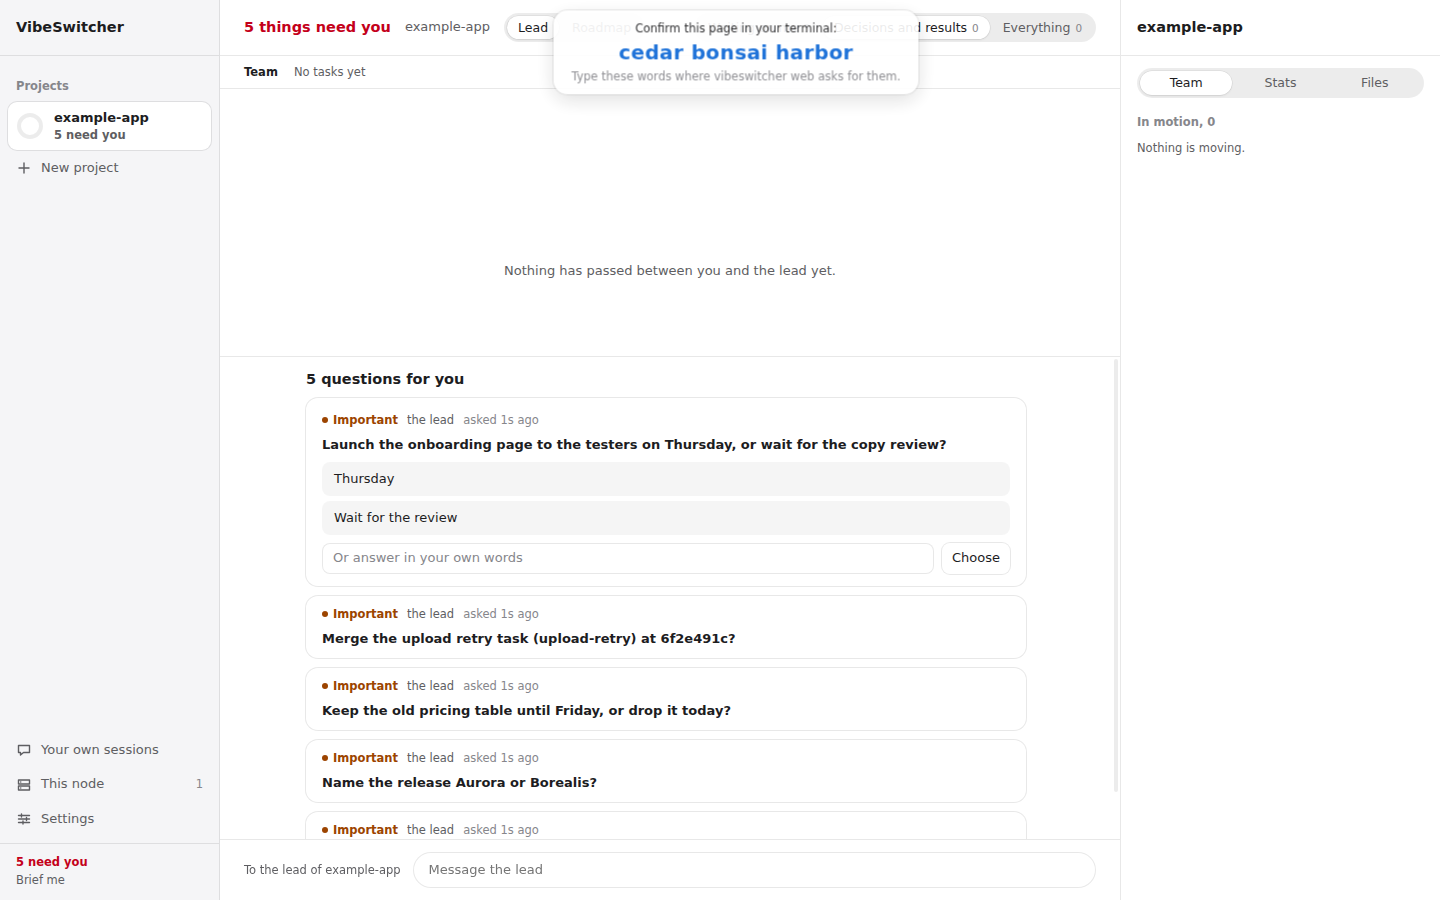 VibeSwitcher
Projects
example-app
5 need you
New project
Your own sessions
This node 1
Settings
5 need you
Brief me
5 things need you example-app Lead Roadmap Decisions and results 0 Everything 0
Confirm this page in your terminal:
cedar bonsai harbor
Type these words where vibeswitcher web asks for them.
Team No tasks yet
Nothing has passed between you and the lead yet.
5 questions for you
Important the lead asked 1s ago
Launch the onboarding page to the testers on Thursday, or wait for the copy review?
Thursday
Wait for the review
Or answer in your own words Choose
Important the lead asked 1s ago
Merge the upload retry task (upload-retry) at 6f2e491c?
Important the lead asked 1s ago
Keep the old pricing table until Friday, or drop it today?
Important the lead asked 1s ago
Name the release Aurora or Borealis?
Important the lead asked 1s ago
To the lead of example-app Message the lead
example-app
Team Stats Files
In motion, 0
Nothing is moving.